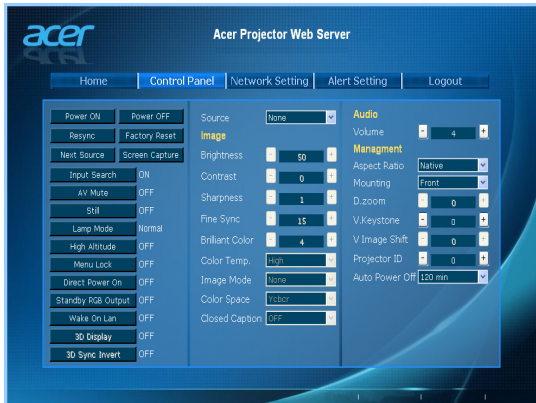 acer
Acer Projector Web Server
Home Control Panel Network Setting Alert Setting Logout
Power ON Power OFF
Resync Factory Reset
Next Source Screen Capture
Input Search ON
AV Mute OFF
Still OFF
Lamp Mode Normal
High Altitude OFF
Menu Lock OFF
Direct Power On OFF
Standby RGB Output OFF
Wake On Lan OFF
3D Display OFF
3D Sync Invert OFF
Source None
Image
Brightness - 50 +
Contrast - 0 +
Sharpness - 1 +
Fine Sync - 15 +
Brilliant Color - 4 +
Color Temp. High
Image Mode None
Color Space Ycbcr
Closed Caption OFF
Audio
Volume - 4 +
Managment
Aspect Ratio Native
Mounting Front
D.zoom - 0 +
V.Keystone - 0 +
V Image Shift - 0 +
Projector ID - 0 +
Auto Power Off 120 min